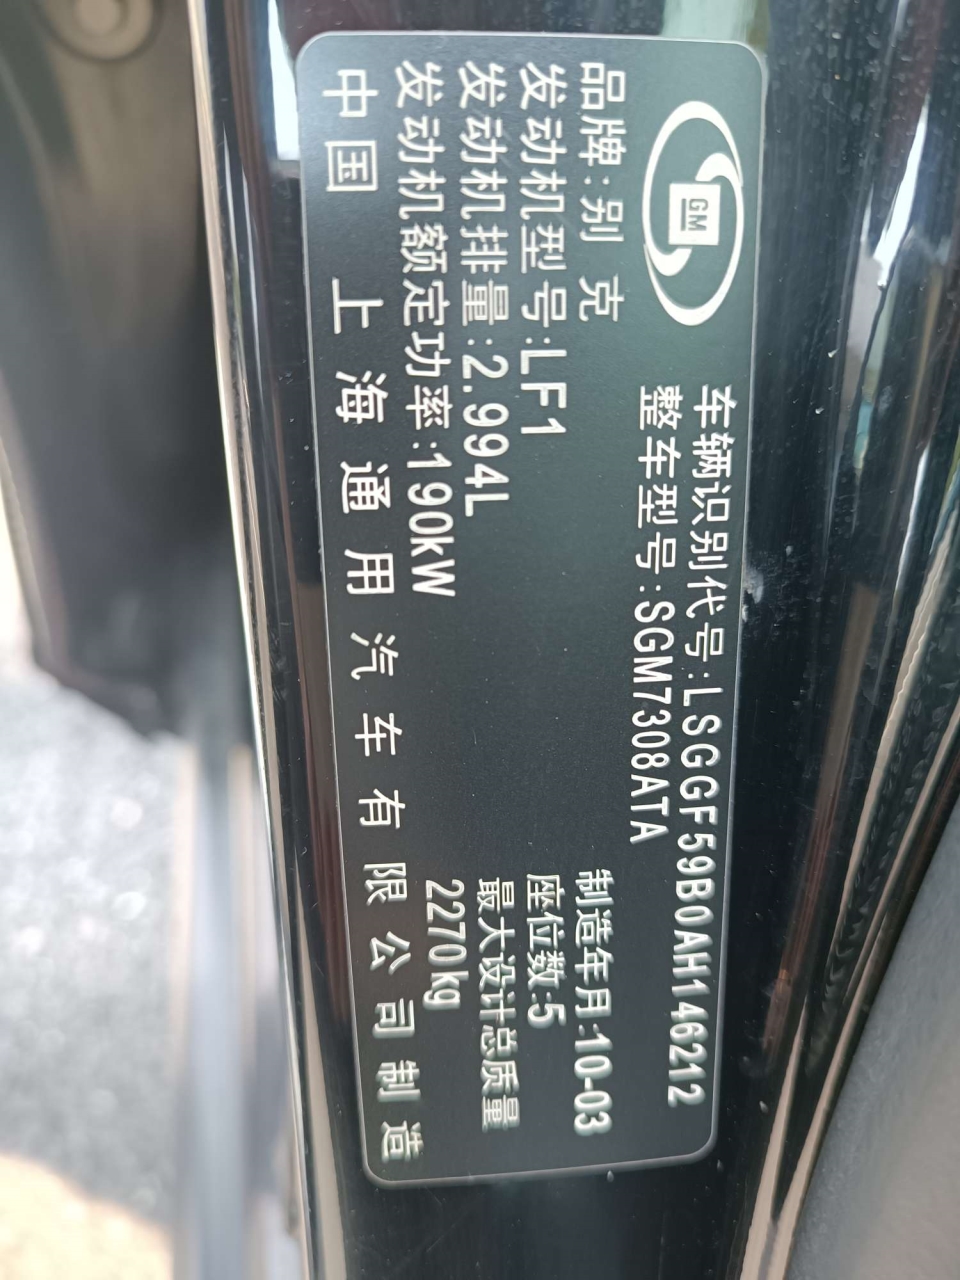 GM
车辆识别代号:LSGGF59B0AH146212
整车型号:SGM7308ATA
品牌:别 克
发动机型号:LF1
发动机排量:2.994L
发动机额定功率:190kW
制造年月:10-03
座位数:5
最大设计总质量
2270kg
中国 上海通用汽车有限公司制造